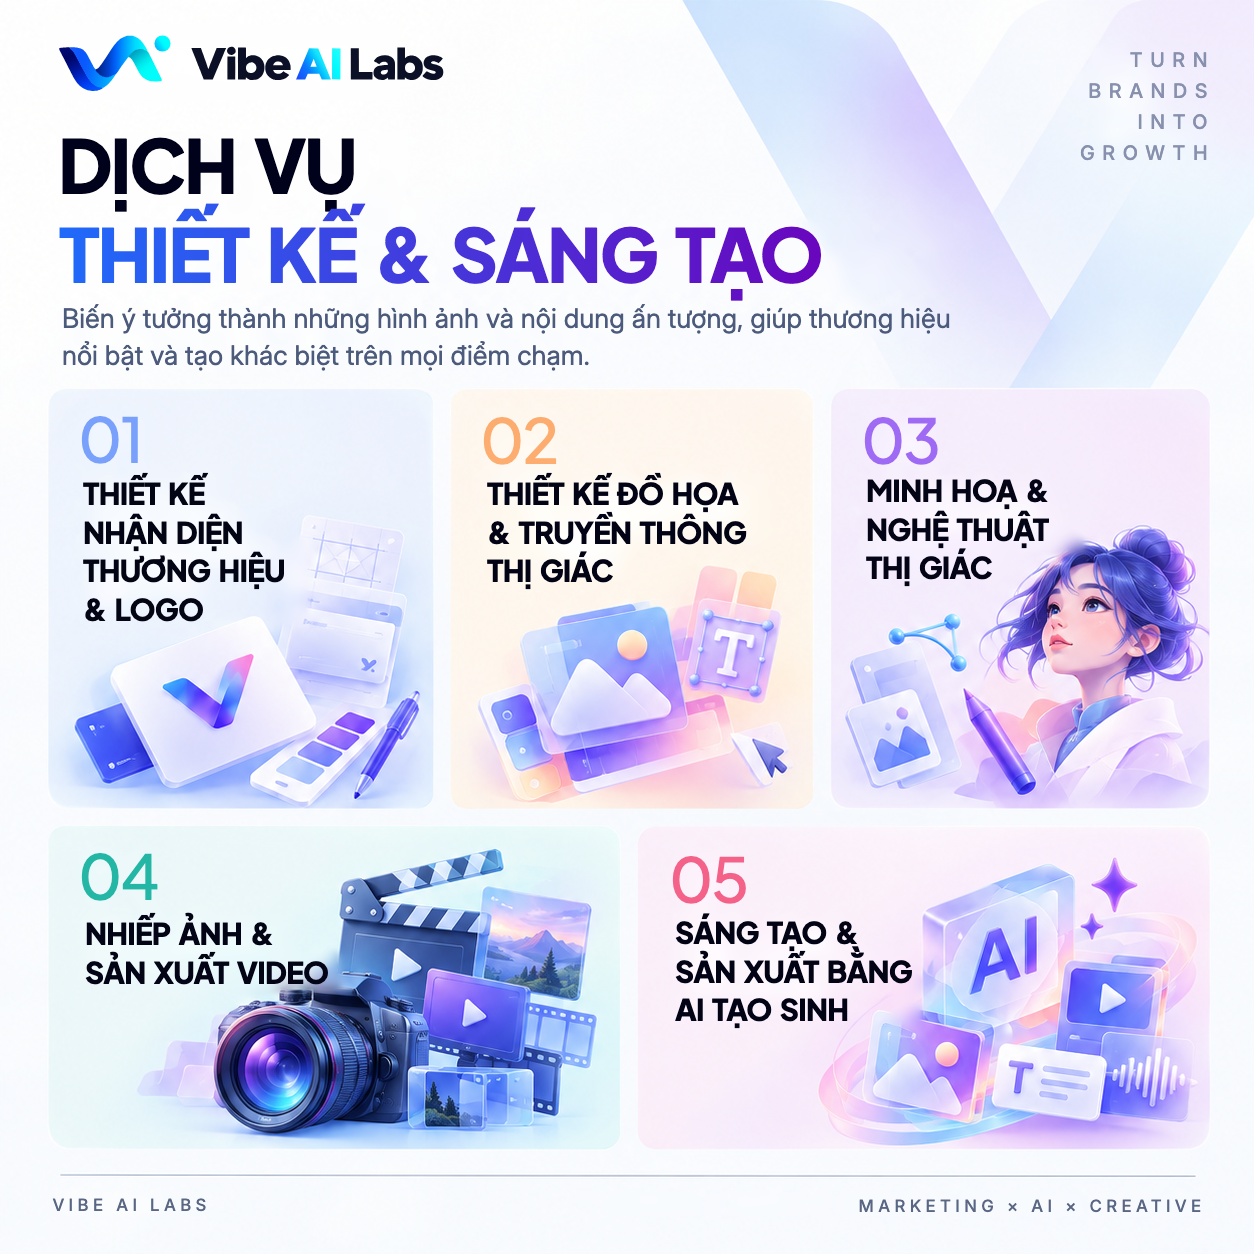 Vibe AI Labs
TURN
BRANDS
INTO
GROWTH
DỊCH VỤ
THIẾT KẾ & SÁNG TẠO
Biến ý tưởng thành những hình ảnh và nội dung ấn tượng, giúp thương hiệu
nổi bật và tạo khác biệt trên mọi điểm chạm.
01
THIẾT KẾ
NHẬN DIỆN
THƯƠNG HIỆU
& LOGO
02
THIẾT KẾ ĐỒ HỌA
& TRUYỀN THÔNG
THỊ GIÁC
T
03
MINH HOẠ &
NGHỆ THUẬT
THỊ GIÁC
04
NHIẾP ẢNH &
SẢN XUẤT VIDEO
05
SÁNG TẠO &
SẢN XUẤT BẰNG
AI TẠO SINH
AI
T
VIBE AI LABS
MARKETING × AI × CREATIVE